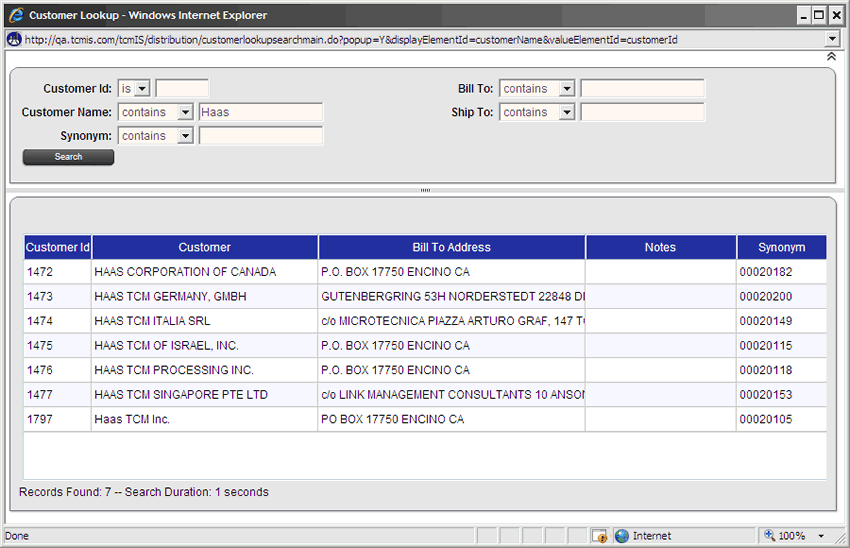 Customer Lookup - Windows Internet Explorer
http://qa.tcmis.com/tcmIS/distribution/customerlookupsearchmain.do?popup=Y&displayElementId=customerName&valueElementId=customerId
Customer Id: is
Bill To: contains
Customer Name: contains Haas
Ship To: contains
Synonym: contains
Search
Customer Id Customer Bill To Address Notes Synonym
1472 HAAS CORPORATION OF CANADA P.O. BOX 17750 ENCINO CA 00020182
1473 HAAS TCM GERMANY, GMBH GUTENBERGRING 53H NORDERSTEDT 22848 DE 00020200
1474 HAAS TCM ITALIA SRL c/o MICROTECNICA PIAZZA ARTURO GRAF, 147 TO 00020149
1475 HAAS TCM OF ISRAEL, INC. P.O. BOX 17750 ENCINO CA 00020115
1476 HAAS TCM PROCESSING INC. P.O. BOX 17750 ENCINO CA 00020118
1477 HAAS TCM SINGAPORE PTE LTD c/o LINK MANAGEMENT CONSULTANTS 10 ANSON 00020153
1797 Haas TCM Inc. PO BOX 17750 ENCINO CA 00020105
Records Found: 7 -- Search Duration: 1 seconds
Done Internet 100%